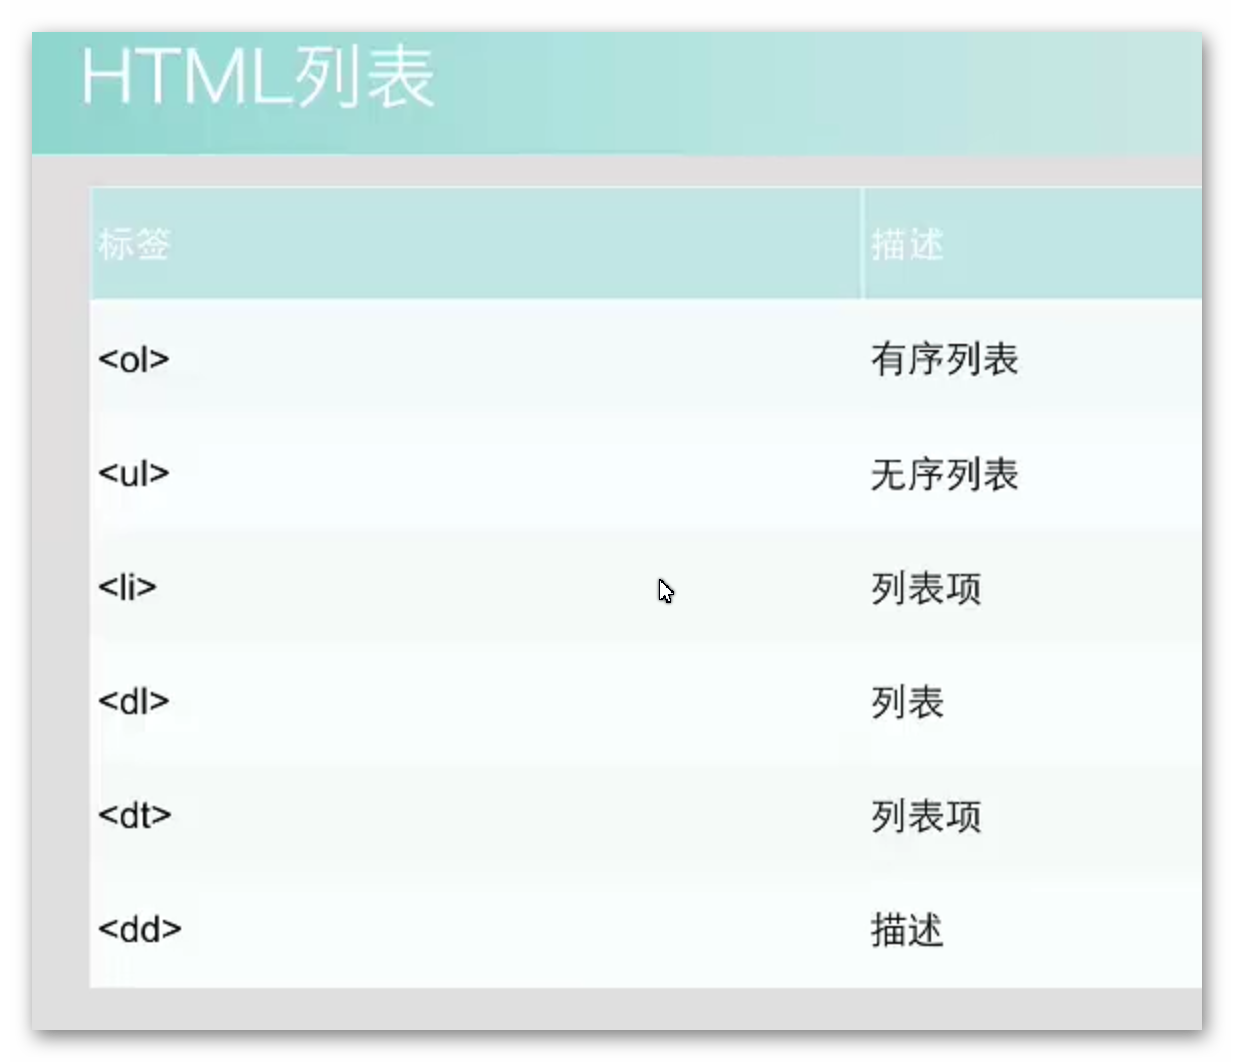 HTML列表
标签 描述
<ol> 有序列表
<ul> 无序列表
<li> 列表项
<dl> 列表
<dt> 列表项
<dd> 描述